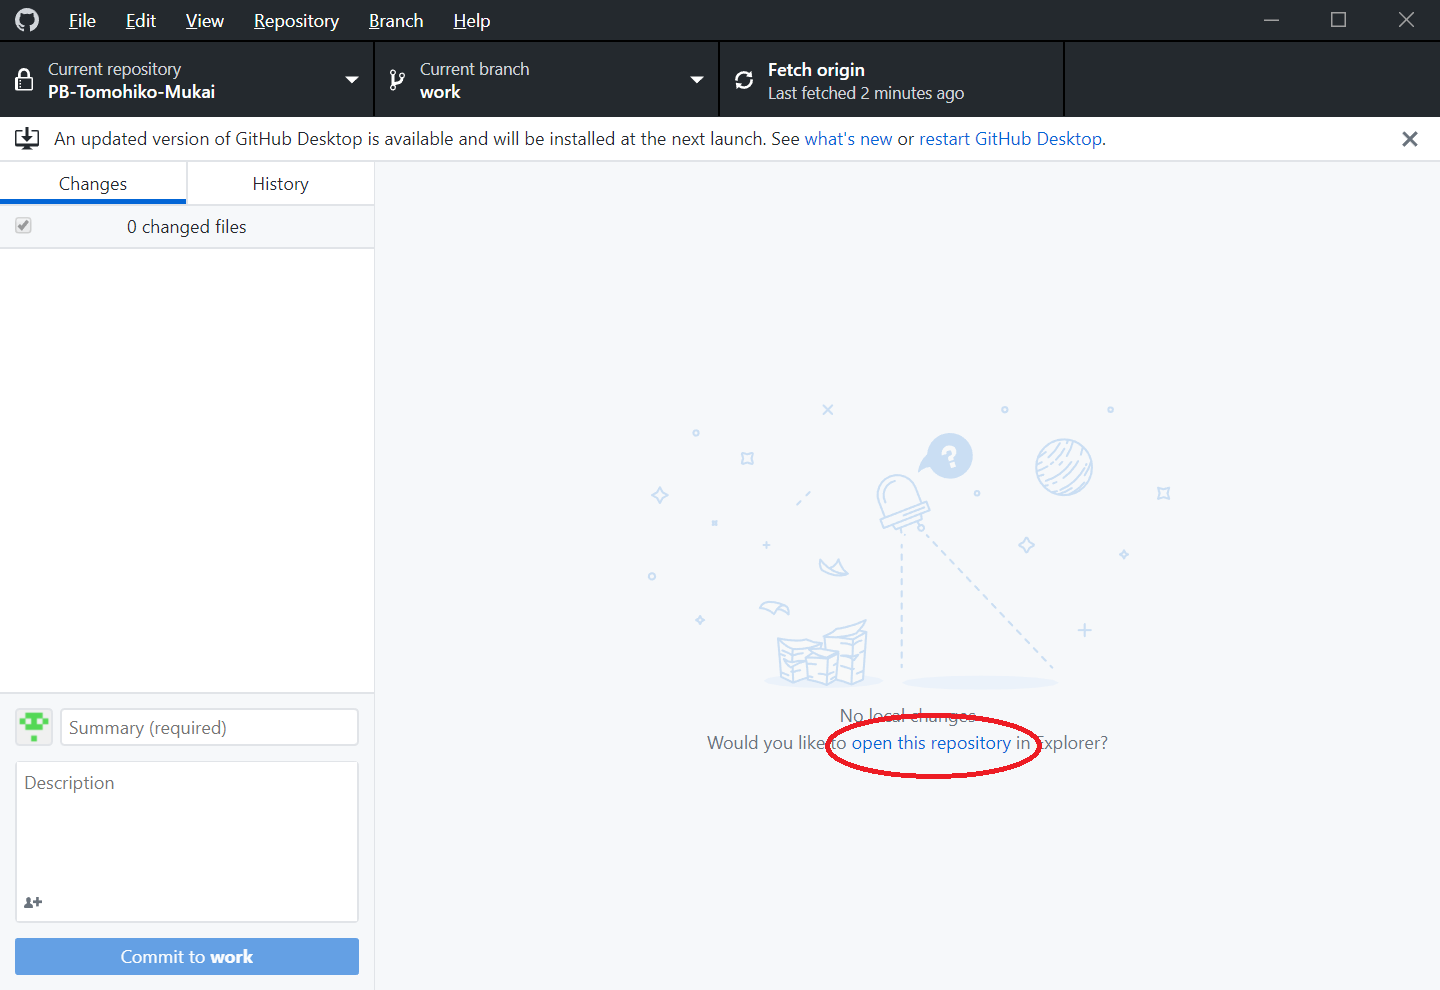 File Edit View Repository Branch Help
Current repository
PB-Tomohiko-Mukai
Current branch
work
Fetch origin
Last fetched 2 minutes ago
An updated version of GitHub Desktop is available and will be installed at the next launch. See what's new or restart GitHub Desktop.
Changes History
0 changed files
?
No local changes
Would you like to open this repository in Explorer?
Summary (required)
Description
Commit to work